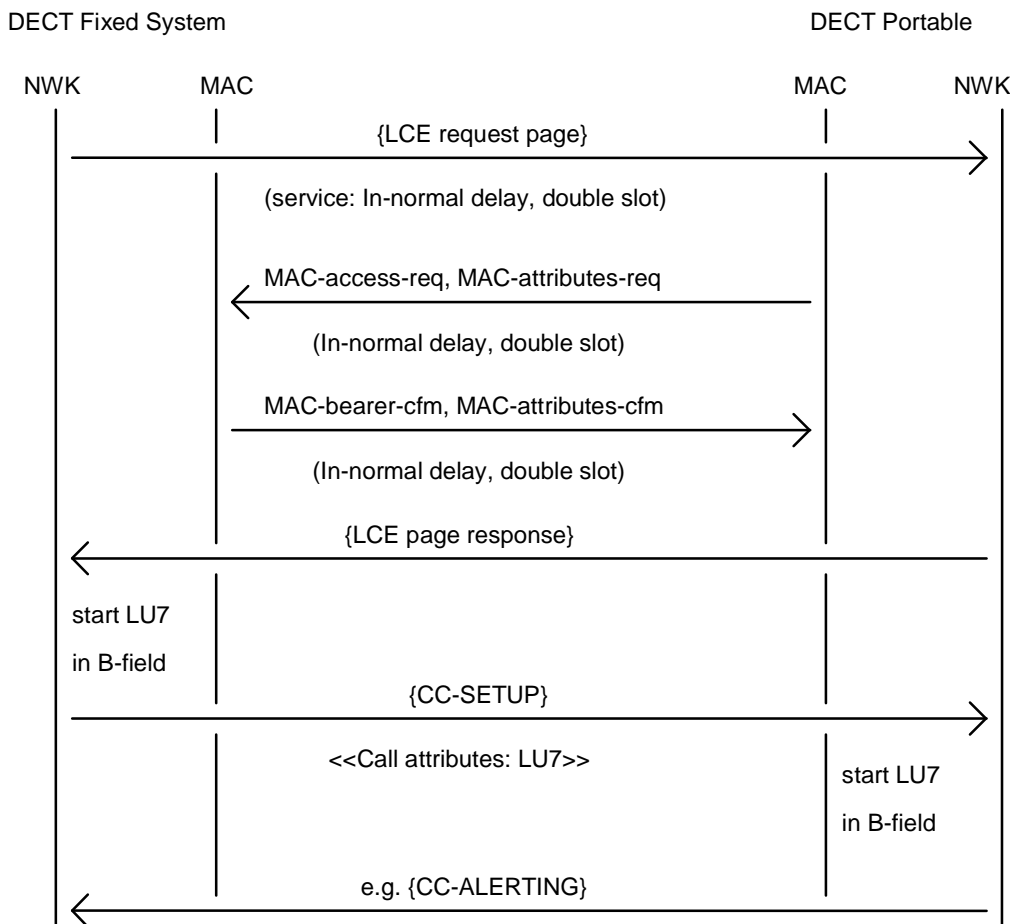 DECT Fixed System DECT Portable
NWK MAC MAC NWK
{LCE request page}
(service: In-normal delay, double slot)
MAC-access-req, MAC-attributes-req
(In-normal delay, double slot)
MAC-bearer-cfm, MAC-attributes-cfm
(In-normal delay, double slot)
{LCE page response}
start LU7
in B-field
{CC-SETUP}
<<Call attributes: LU7>>
start LU7
in B-field
e.g. {CC-ALERTING}